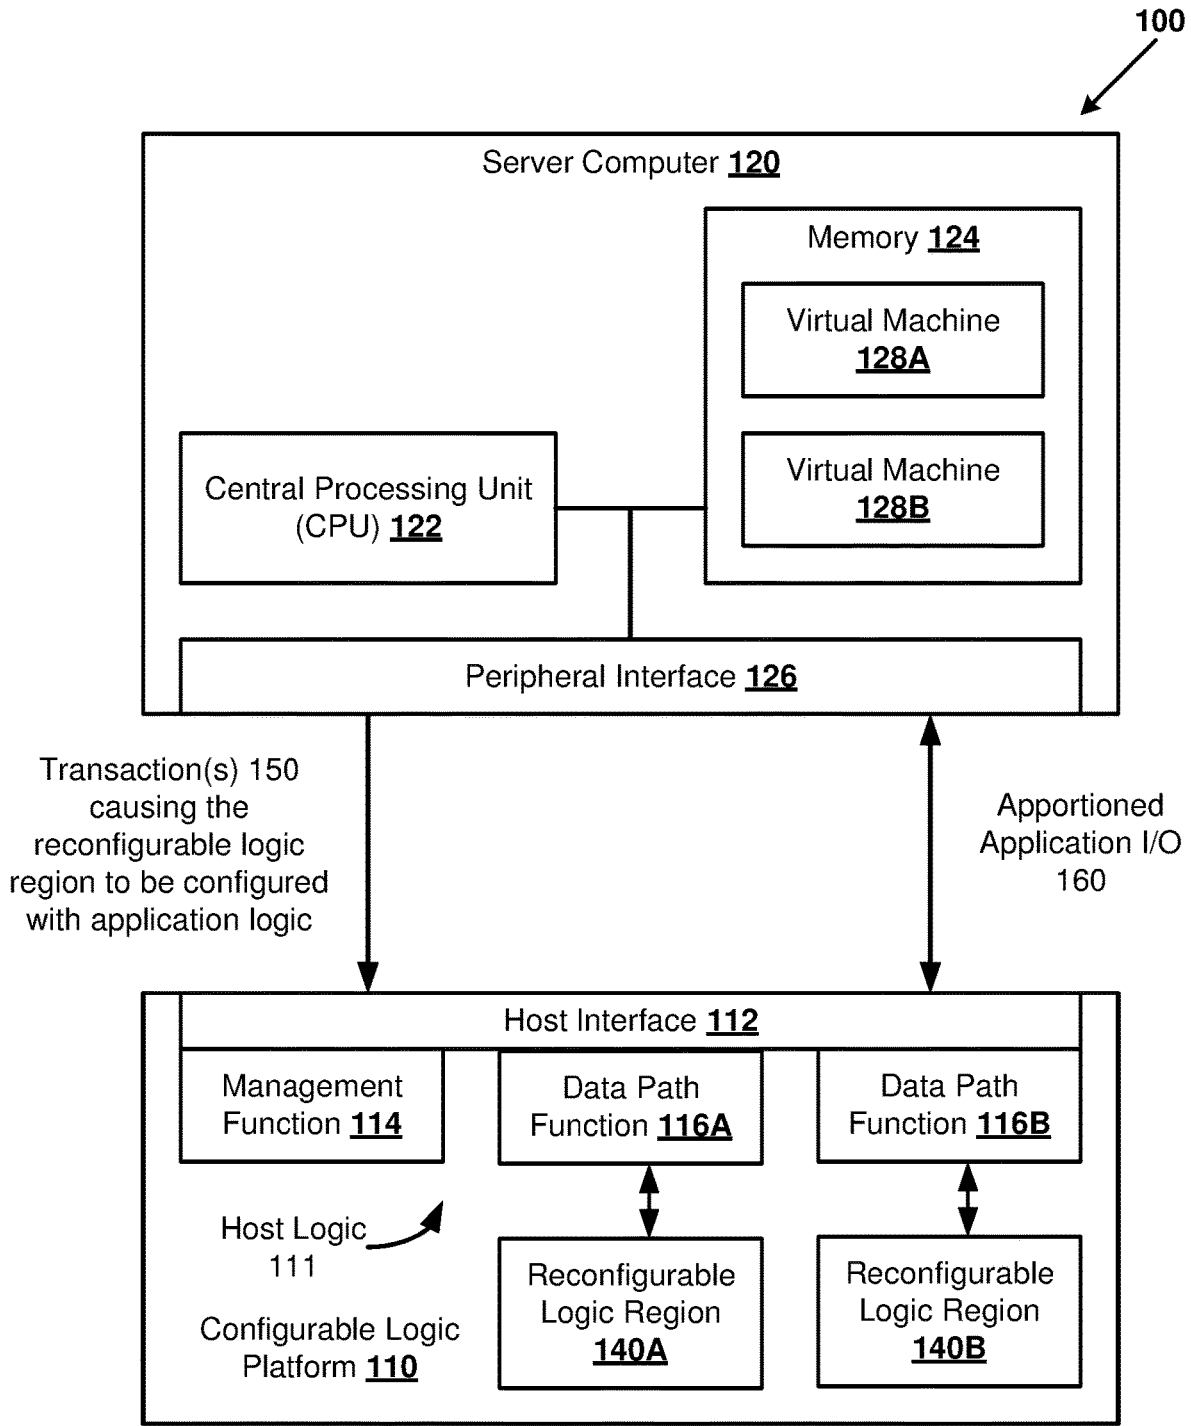 100
Server Computer 120
Memory 124
Virtual Machine
128A
Virtual Machine
128B
Central Processing Unit
(CPU) 122
Peripheral Interface 126
Transaction(s) 150
causing the
reconfigurable logic
region to be configured
with application logic
Apportioned
Application I/O
160
Host Interface 112
Management
Function 114
Data Path
Function 116A
Data Path
Function 116B
Host Logic
111
Reconfigurable
Logic Region
140A
Reconfigurable
Logic Region
140B
Configurable Logic
Platform 110